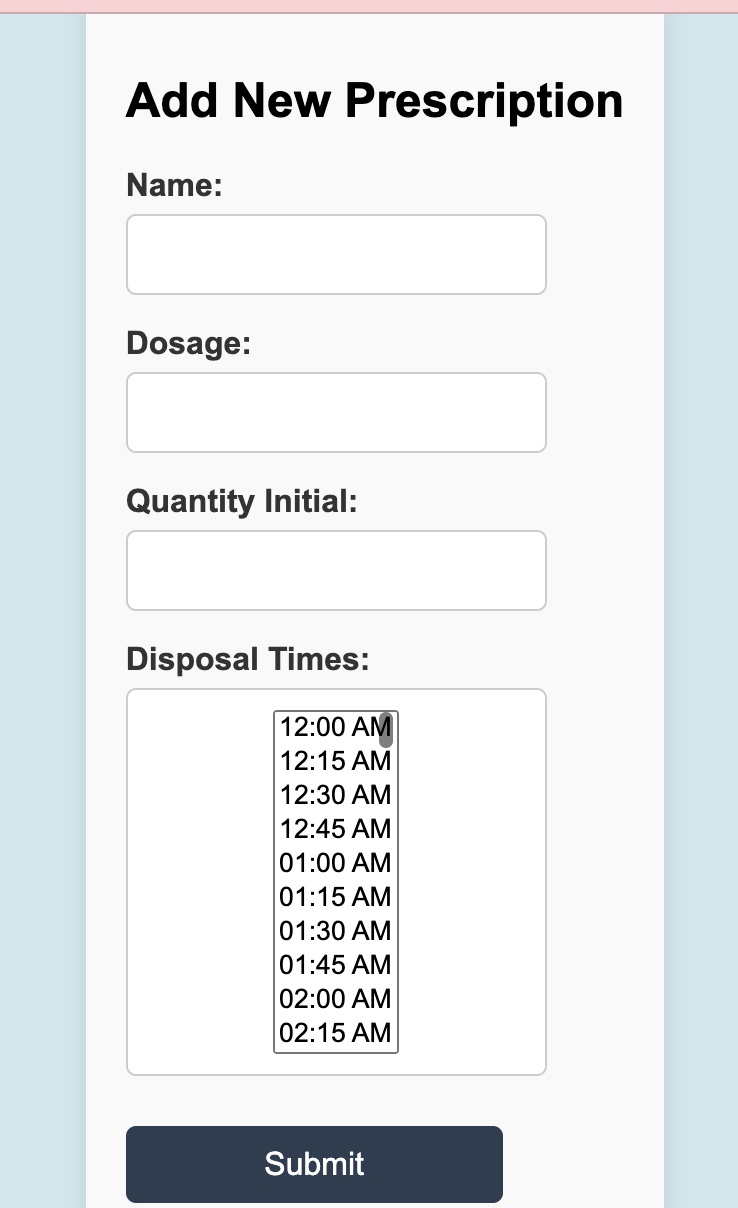 Add New Prescription
Name:
Dosage:
Quantity Initial:
Disposal Times:
12:00 AM
12:15 AM
12:30 AM
12:45 AM
01:00 AM
01:15 AM
01:30 AM
01:45 AM
02:00 AM
02:15 AM
Submit